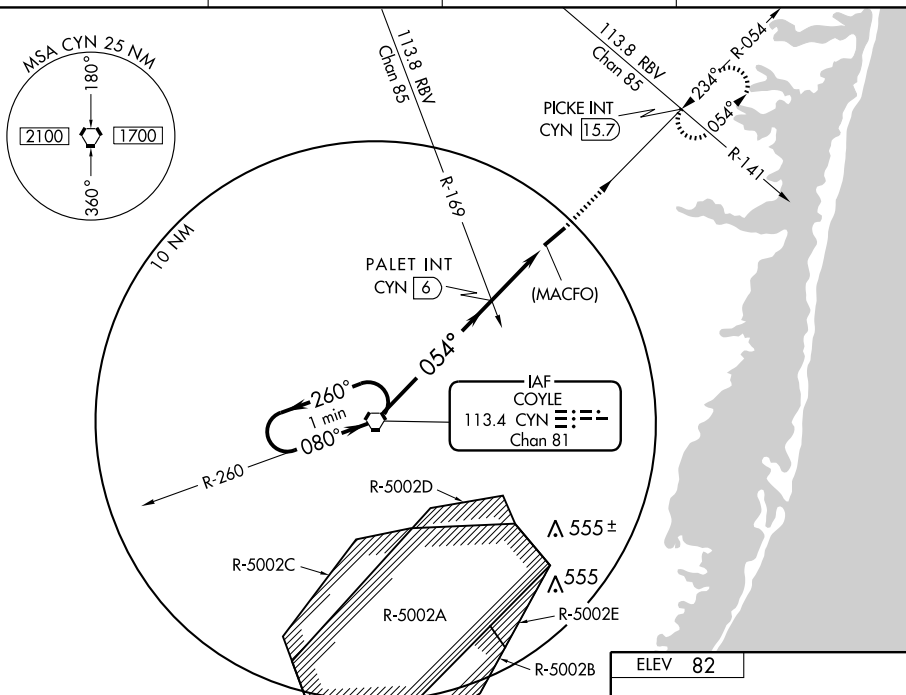 MSA CYN 25 NM
180°
2100
1700
360°
113.8 RBV
Chan 85
R-169
113.8 RBV
Chan 85
R-054
234°
054°
PICKE INT
CYN 15.7
R-141
10 NM
PALET INT
CYN 6
(MACFO)
054°
260°
1 min
080°
R-260
IAF
COYLE
113.4 CYN
Chan 81
R-5002D
555 ±
R-5002C
555
R-5002A
R-5002E
R-5002B
ELEV 82